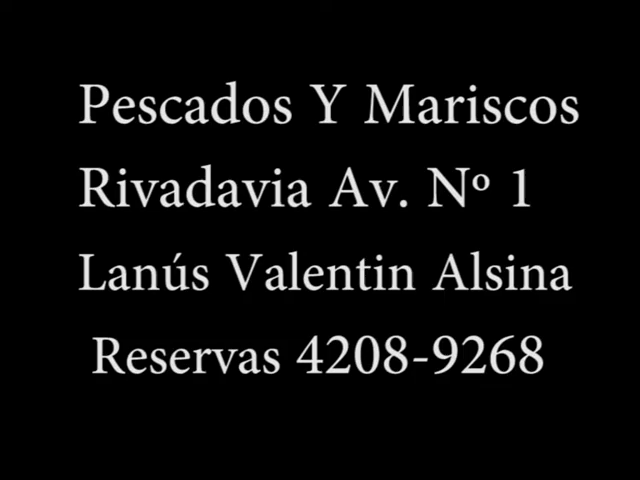 Pescados Y Mariscos
Rivadavia Av. Nº 1
Lanús Valentin Alsina
Reservas 4208-9268